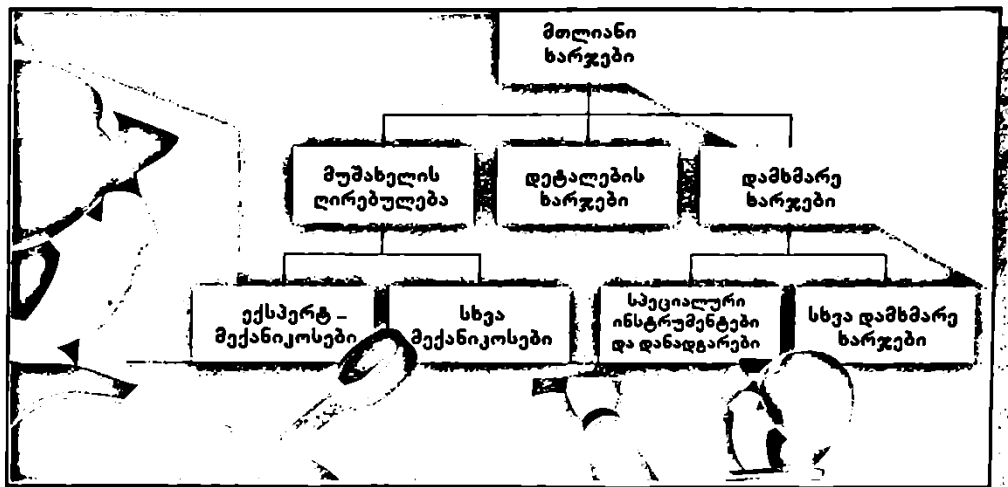 მთლიანი
ხარჯები
მუშახელის
ღირებულება
დეტალების
ხარჯები
დამხმარე
ხარჯები
ექსპერტ –
მექანიკოსები
სხვა
მექანიკოსები
სპეციალური
ინსტრუმენტები
და დანადგარები
სხვა დამხმარე
ხარჯები